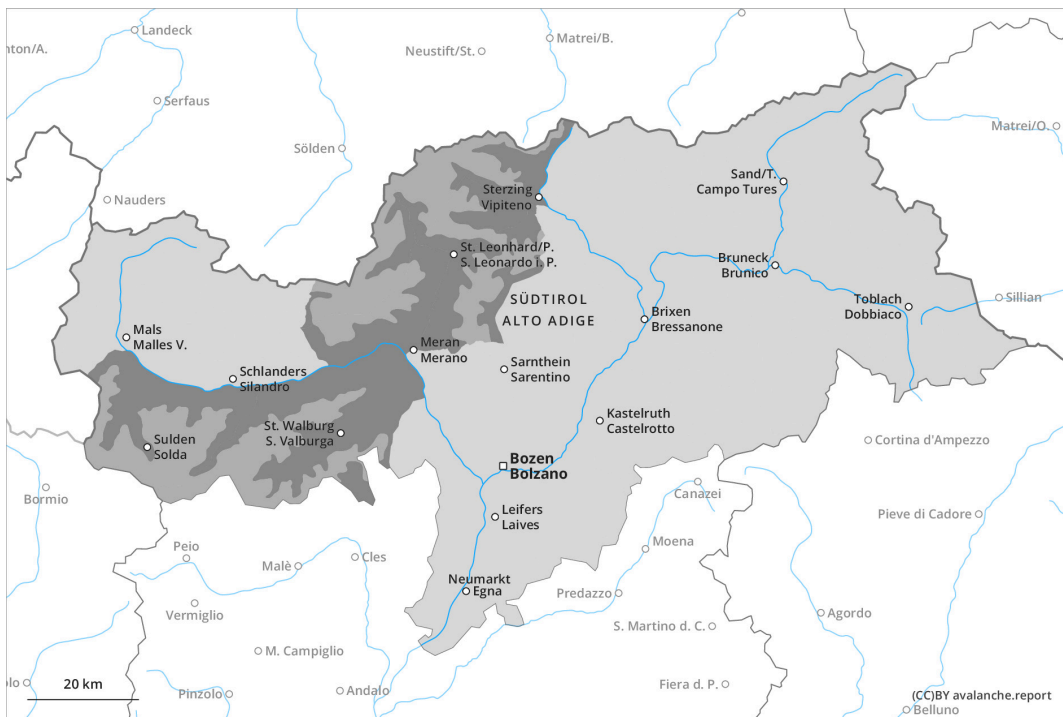 Landeck
nton/A.
Neustift/St.
Matrei/B.
Serfaus
Matrei/O.
Sölden
Sand/T.
Campo Tures
Sterzing
Vipiteno
Nauders
St. Leonhard/P.
S. Leonardo i. P.
Bruneck
Brunico
SÜDTIROL
ALTO ADIGE
Toblach
Dobbiaco
Sillian
Brixen
Bressanone
Mals
Malles V.
Meran
Merano
Sarnthein
Sarentino
Schlanders
Silandro
Kastelruth
Castelrotto
St. Walburg
S. Valburga
Sulden
Solda
Cortina d'Ampezzo
Bozen
Bolzano
Bormio
Canazei
Leifers
Laives
Pieve di Cadore
Peio
Malè
Cles
Moena
Neumarkt
Egna
Predazzo
Vermiglio
Agordo
S. Martino d. C.
M. Campiglio
olo
20 km
Pinzolo
Andalo
Fiera d. P.
(CC)BY avalanche.report
Belluno